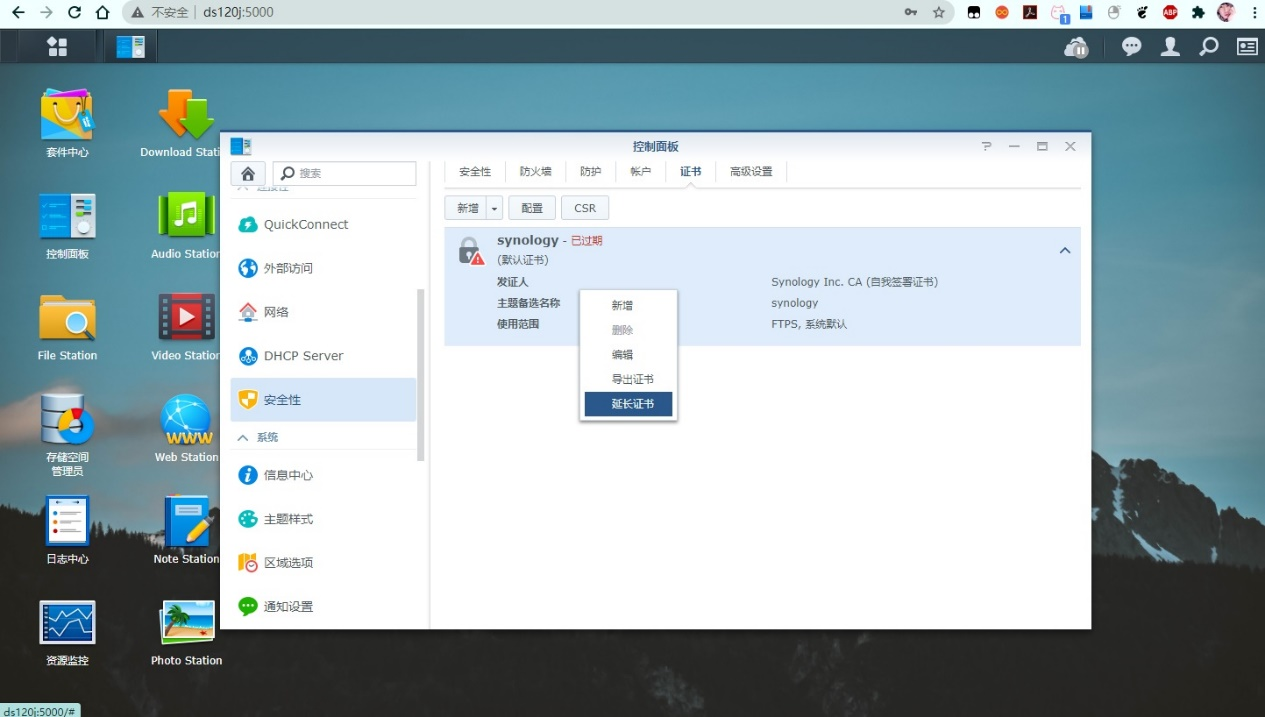 不安全 | ds120j:5000
1
ABP
套件中心
Download Stati
控制面板
Audio Station
File Station
Video Station
存储空间
管理员
WWW
Web Station
日志中心
Note Station
资源监控
Photo Station
控制面板
搜索
连接性
QuickConnect
外部访问
网络
DHCP Server
安全性
系统
信息中心
主题样式
区域选项
通知设置
安全性
防火墙
防护
帐户
证书
高级设置
新增
配置
CSR
synology - 已过期
(默认证书)
发证人
Synology Inc. CA (自我签署证书)
主题备选名称
synology
使用范围
FTPS, 系统默认
新增
删除
编辑
导出证书
延长证书
ds120j:5000/#